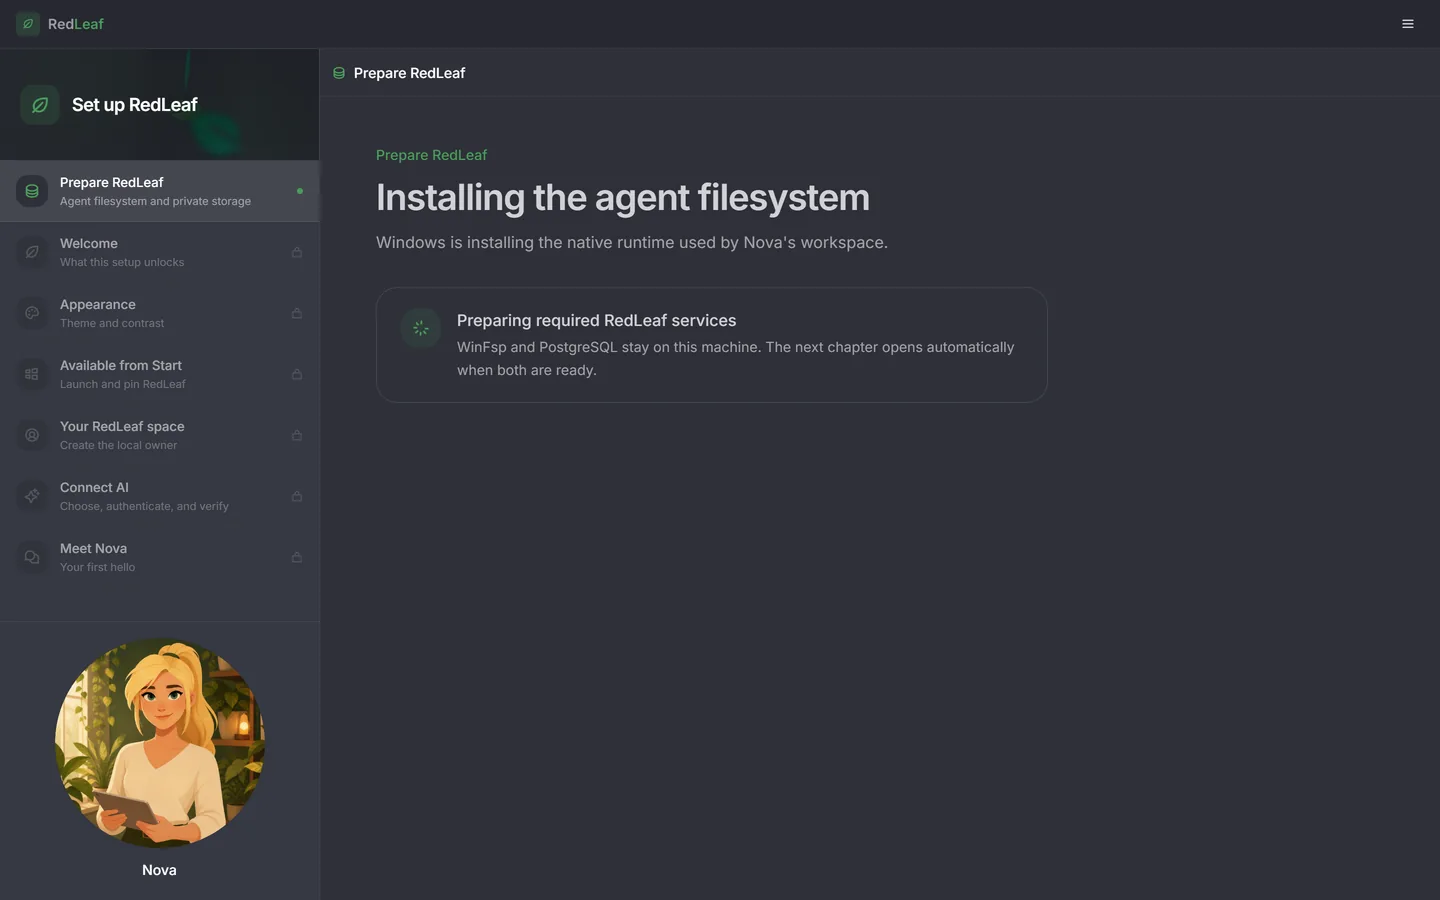 RedLeaf
Set up RedLeaf
Prepare RedLeaf
Agent filesystem and private storage
Welcome
What this setup unlocks
Appearance
Theme and contrast
Available from Start
Launch and pin RedLeaf
Your RedLeaf space
Create the local owner
Connect AI
Choose, authenticate, and verify
Meet Nova
Your first hello
Nova
Prepare RedLeaf
Prepare RedLeaf
Installing the agent filesystem
Windows is installing the native runtime used by Nova's workspace.
Preparing required RedLeaf services
WinFsp and PostgreSQL stay on this machine. The next chapter opens automatically
when both are ready.